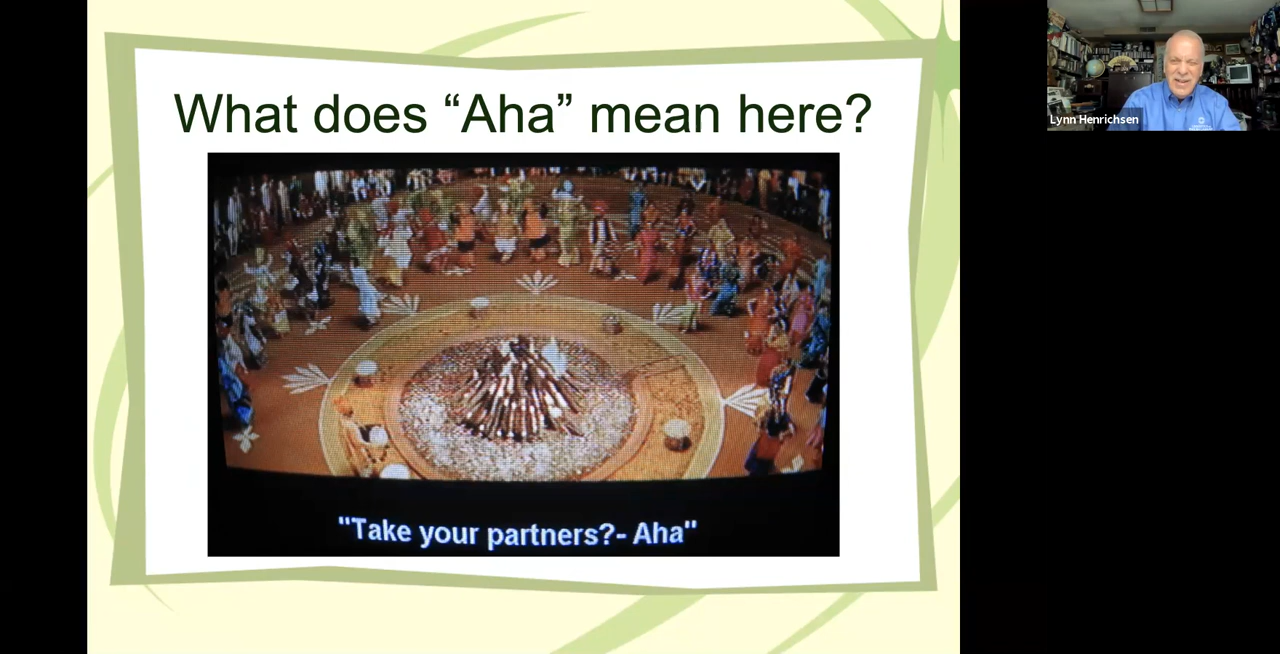 What does “Aha” mean here?
"Take your partners?- Aha"
Lynn Henrichsen